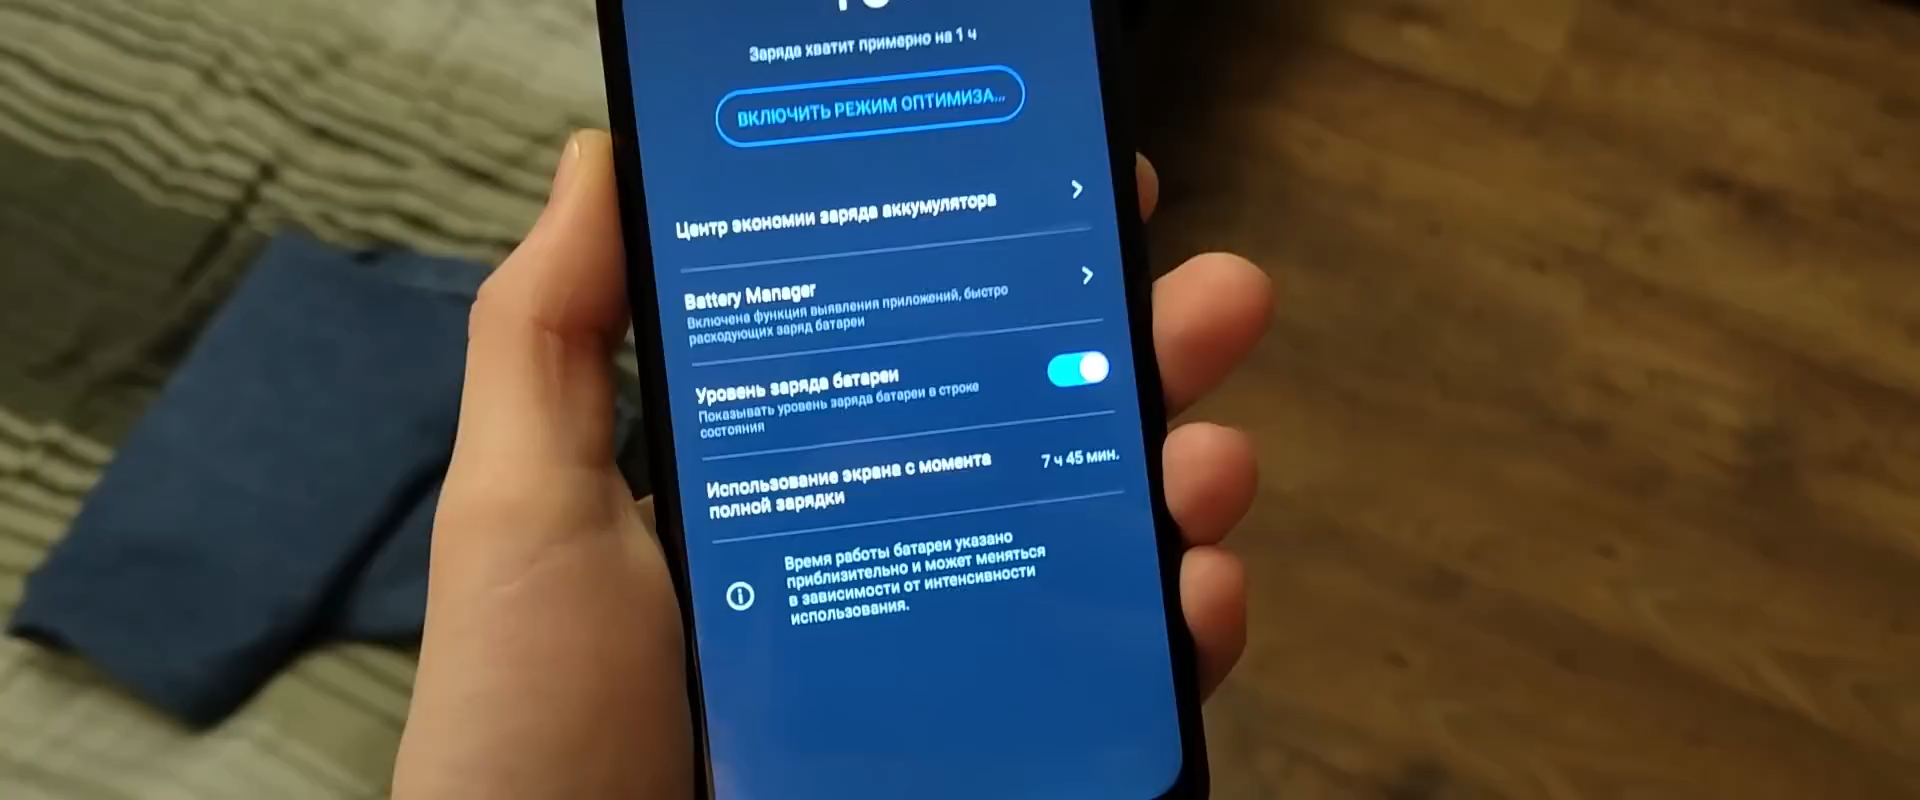 Заряда хватит примерно на 1 ч
ВКЛЮЧИТЬ РЕЖИМ ОПТИМИЗА...
Центр экономии заряда аккумулятора
Battery Manager
Включена функция выявления приложений, быстро
расходующих заряд батареи
Уровень заряда батареи
Показывать уровень заряда батареи в строке
состояния
Использование экрана с момента
полной зарядки
7 ч 45 мин.
Время работы батареи указано
приблизительно и может меняться
в зависимости от интенсивности
использования.